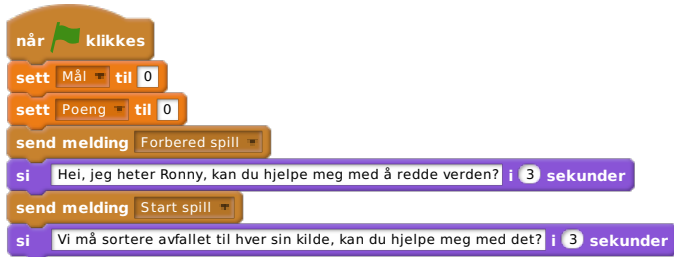 når klikkes
sett Mål til 0
sett Poeng til 0
send melding Forbered spill
si Hei, jeg heter Ronny, kan du hjelpe meg med å redde verden? i 3 sekunder
send melding Start spill
si Vi må sortere avfallet til hver sin kilde, kan du hjelpe meg med det? i 3 sekunder